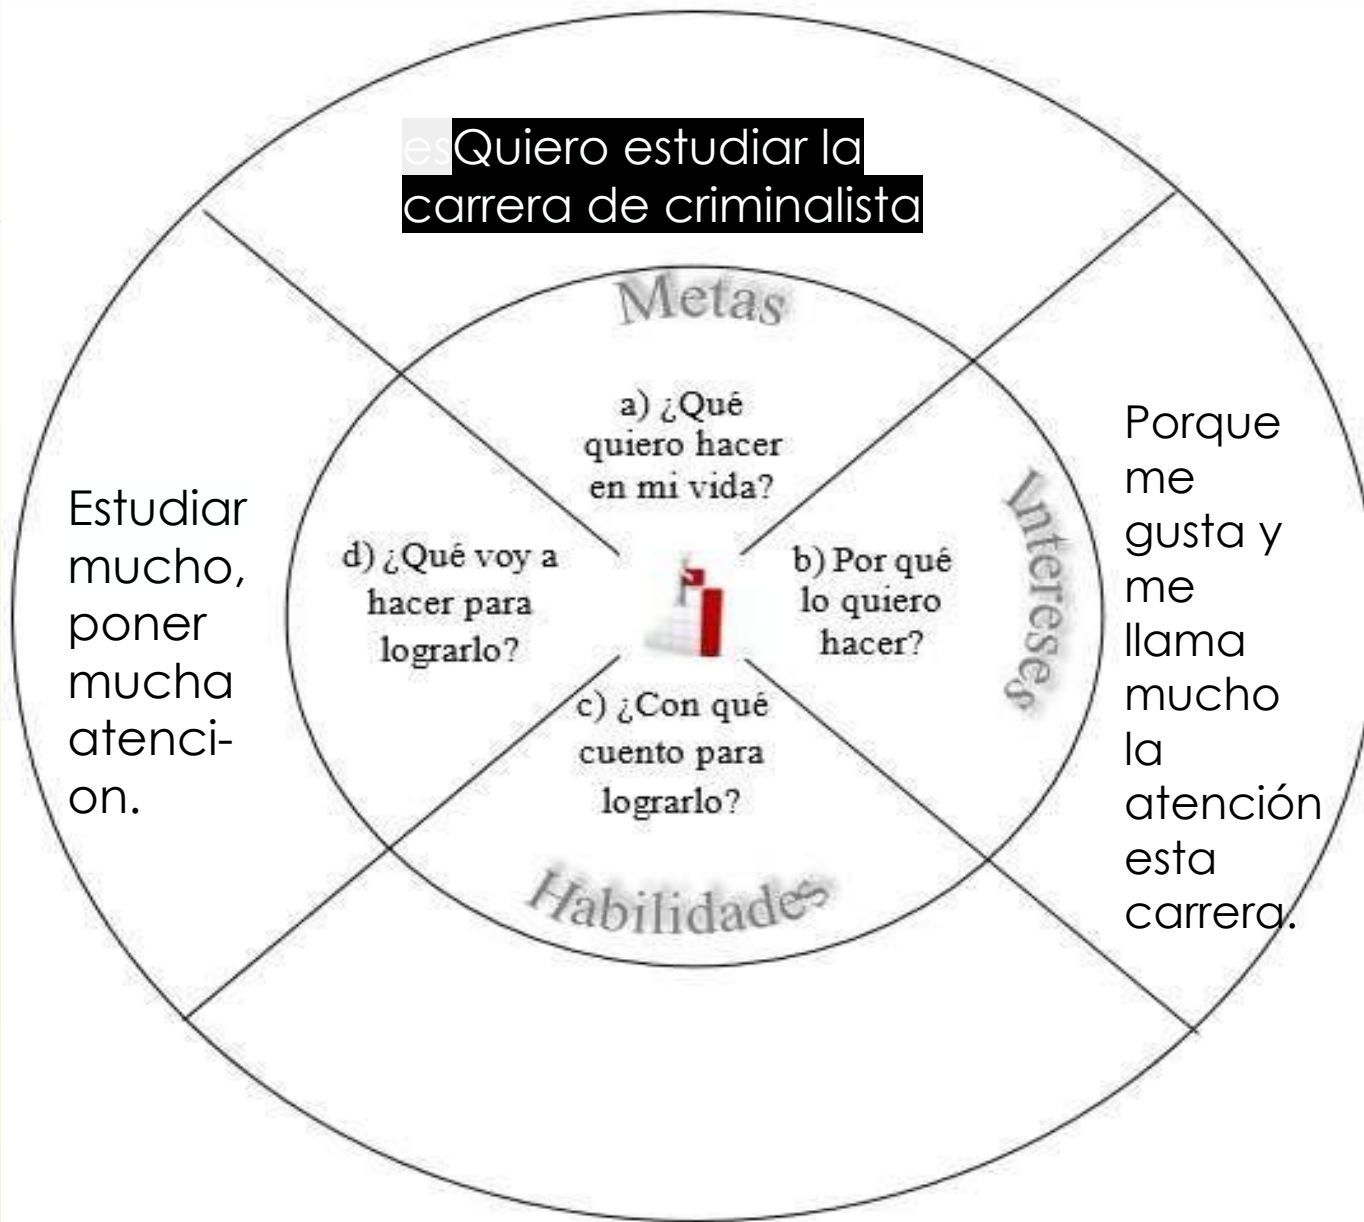 esQuiero estudiar la
carrera de criminalista
Metas
a) ¿Qué
quiero hacer
en mi vida?
Intereses
b) Por qué
lo quiero
hacer?
Porque
me
gusta y
me
llama
mucho
la
atención
esta
carrera.
c) ¿Con qué
cuento para
lograrlo?
Habilidades
d) ¿Qué voy a
hacer para
lograrlo?
Estudiar
mucho,
poner
mucha
atenci-
on.